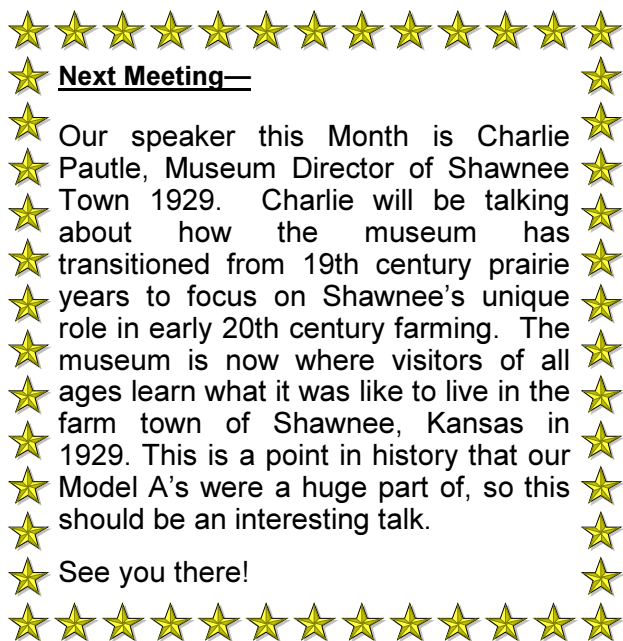 Next Meeting—
Our speaker this Month is Charlie
Pautle, Museum Director of Shawnee
Town 1929. Charlie will be talking
about how the museum has
transitioned from 19th century prairie
years to focus on Shawnee's unique
role in early 20th century farming. The
museum is now where visitors of all
ages learn what it was like to live in the
farm town of Shawnee, Kansas in
1929. This is a point in history that our
Model A's were a huge part of, so this
should be an interesting talk.
See you there!